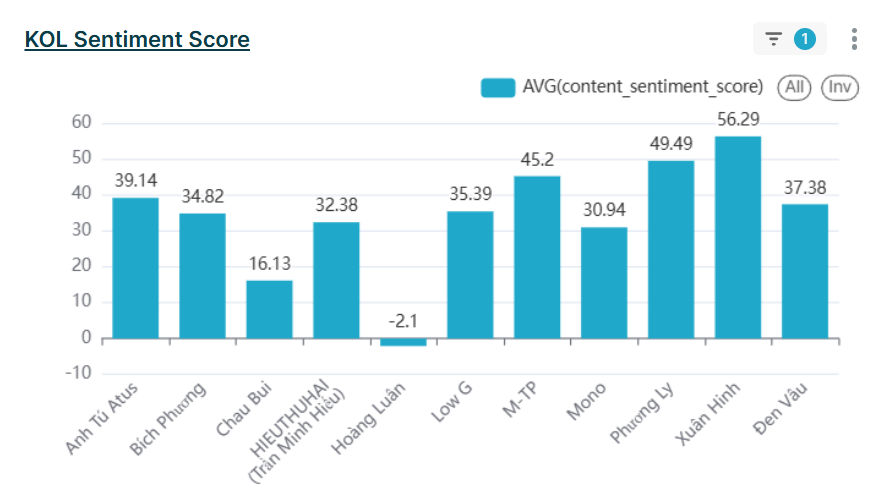 KOL Sentiment Score
1
AVG(content_sentiment_score) All Inv
60
50
40
30
20
10
0
-10
39.14
34.82
16.13
32.38
-2.1
35.39
45.2
30.94
49.49
56.29
37.38
Anh Tú Atus
Bích Phương
Chau Bui
HIEUTHUHAI
(Trần Minh Hiếu)
Hoàng Luân
Low G
M-TP
Mono
Phương Ly
Xuân Hinh
Đen Vâu